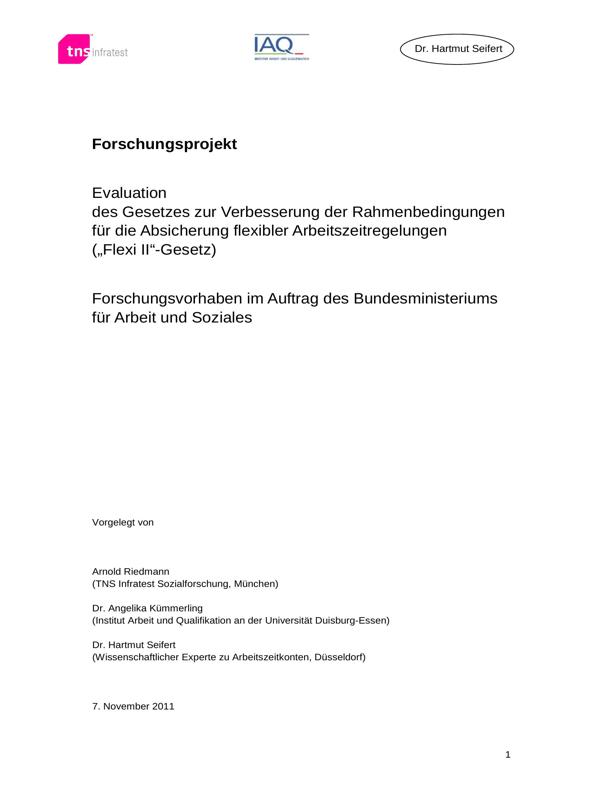 tns infratest
IAQ
Dr. Hartmut Seifert
Forschungsprojekt
Evaluation
des Gesetzes zur Verbesserung der Rahmenbedingungen
für die Absicherung flexibler Arbeitszeitregelungen
(„Flexi II“-Gesetz)
Forschungsvorhaben im Auftrag des Bundesministeriums
für Arbeit und Soziales
Vorgelegt von
Arnold Riedmann
(TNS Infratest Sozialforschung, München)
Dr. Angelika Kümmerling
(Institut Arbeit und Qualifikation an der Universität Duisburg-Essen)
Dr. Hartmut Seifert
(Wissenschaftlicher Experte zu Arbeitszeitkonten, Düsseldorf)
7. November 2011
1